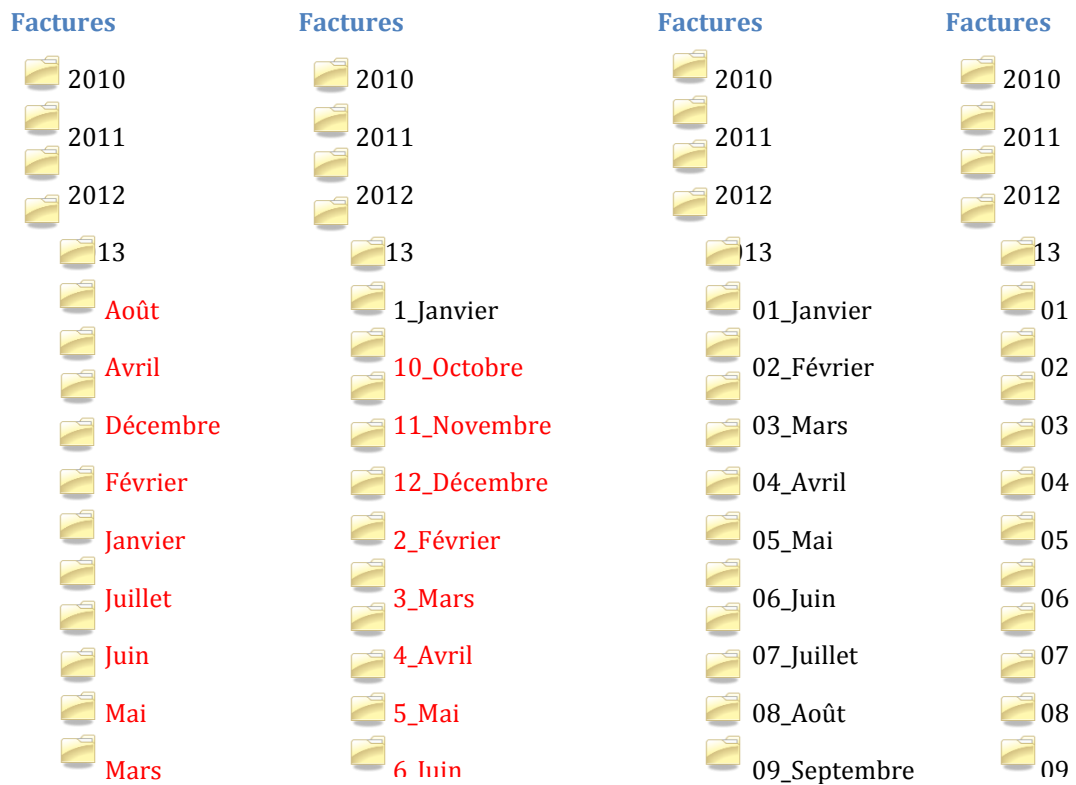 Factures
2010
2011
2012
13
Août
Avril
Décembre
Février
Janvier
Juillet
Juin
Mai
Mars
Factures
2010
2011
2012
13
1_Janvier
10_Octobre
11_Novembre
12_Décembre
2_Février
3_Mars
4_Avril
5_Mai
6_Juin
Factures
2010
2011
2012
013
01_Janvier
02_Février
03_Mars
04_Avril
05_Mai
06_Juin
07_Juillet
08_Août
09_Septembre
Factures
2010
2011
2012
13
01
02
03
04
05
06
07
08
09